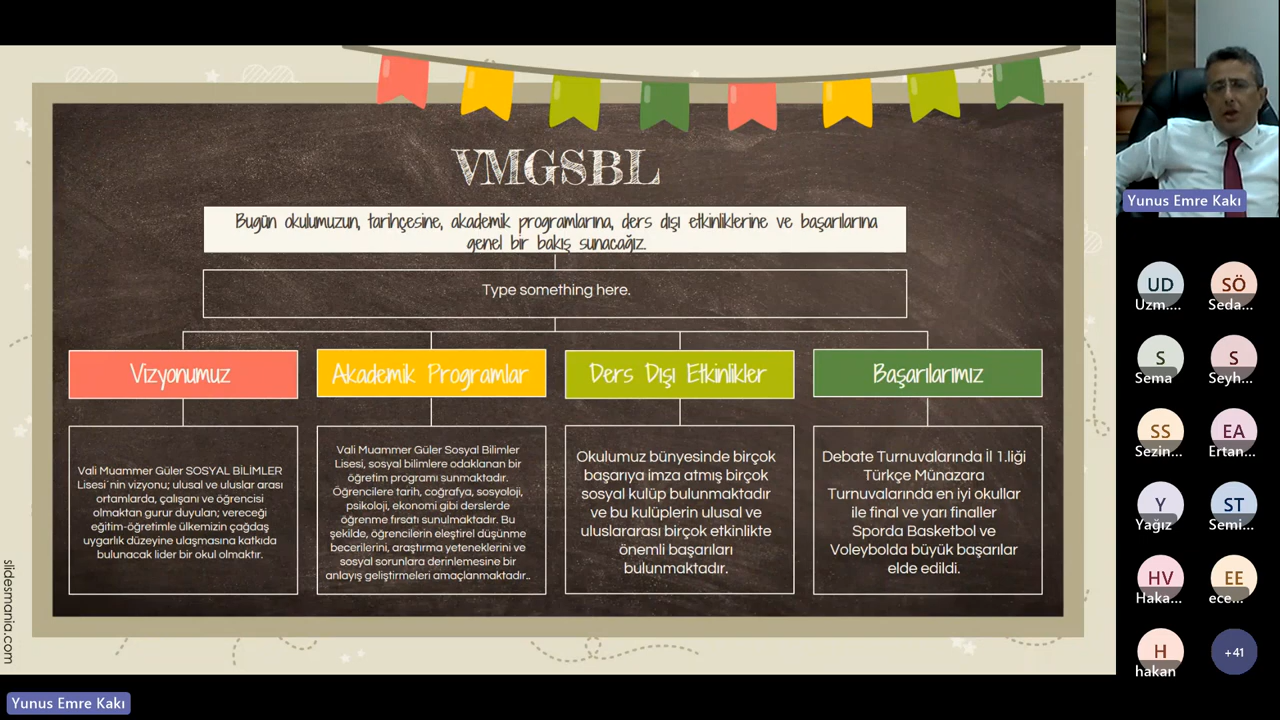 VMGSBL
Bugün okulumuzun, tarihçesine, akademik programlarına, ders dışı etkinliklerine ve başarılarına
genel bir bakış sunacağız.
Type something here.
Vizyonumuz
Vali Muammer Güler SOSYAL BİLİMLER
Lisesi´nin vizyonu; ulusal ve uluslar arası
ortamlarda, çalışanı ve öğrencisi
olmaktan gurur duyulan; vereceği
eğitim-öğretimle ülkemizin çağdaş
uygarlık düzeyine ulaşmasına katkıda
bulunacak lider bir okul olmaktır.
Akademik Programlar
Vali Muammer Güler Sosyal Bilimler
Lisesi, sosyal bilimlere odaklanan bir
öğretim programı sunmaktadır.
Öğrencilere tarih, coğrafya, sosyoloji,
psikoloji, ekonomi gibi derslerde
öğrenme fırsatı sunulmaktadır. Bu
şekilde, öğrencilerin eleştirel düşünme
becerilerini, araştırma yeteneklerini ve
sosyal sorunlara derinlemesine bir
anlayış geliştirmeleri amaçlanmaktadır..
Ders Dışı Etkinlikler
Okulumuz bünyesinde birçok
başarıya imza atmış birçok
sosyal kulüp bulunmaktadır
ve bu kulüplerin ulusal ve
uluslararası birçok etkinlikte
önemli başarıları
bulunmaktadır.
Başarılarımız
Debate Turnuvalarında İl 1.liği
Türkçe Münazara
Turnuvalarında en iyi okullar
ile final ve yarı finaller
Sporda Basketbol ve
Voleybolda büyük başarılar
elde edildi.
slidesmania.com
Yunus Emre Kakı
Yunus Emre Kakı
UD
Uzm....
SÖ
Seda...
S
Sema
S
Seyh...
SS
Sezin...
EA
Ertan...
Y
Yağız
ST
Semi...
HV
Haka...
EE
ece...
H
hakan
+41